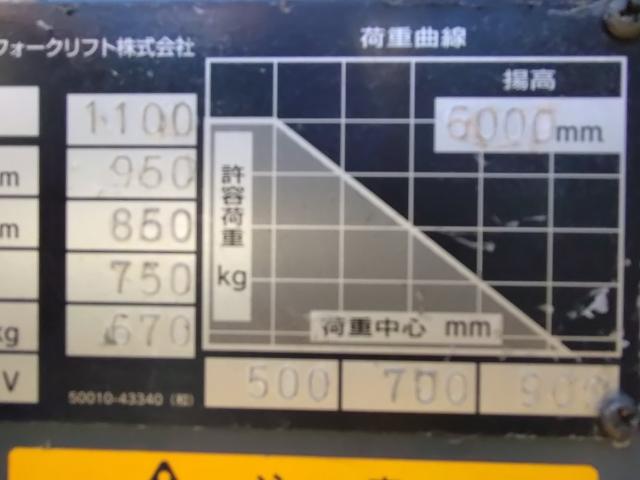 フォークリフト株式会社
荷重曲線
揚高
6000mm
1100
950
850
750
670
許容荷重
kg
荷重中心 mm
500 700 900
m
m
kg
V
50010-43340 (和)